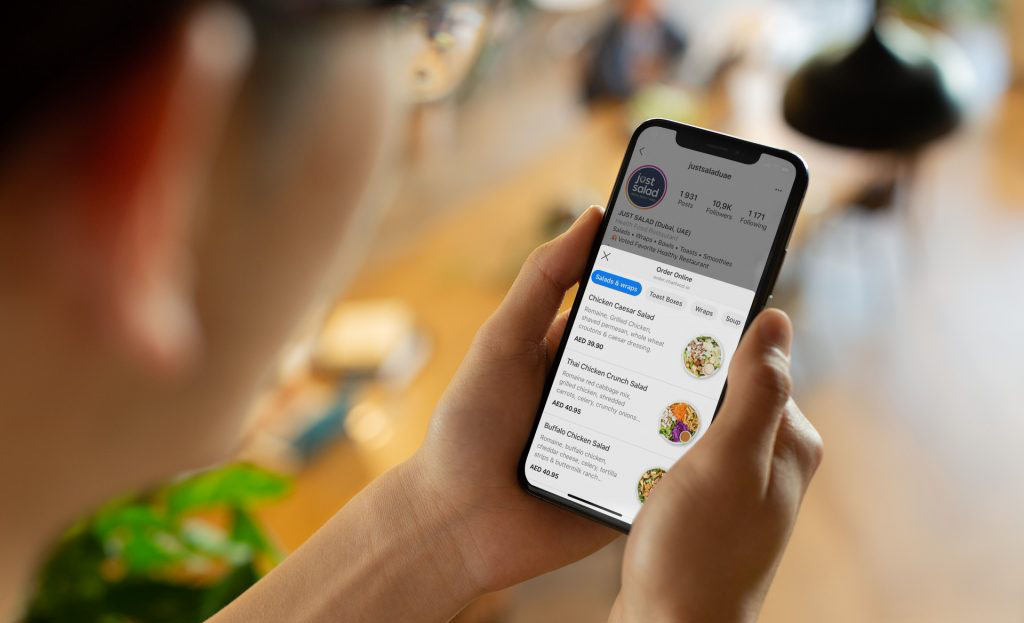 justsaladuae
just
salad
1 931
10,9K
1 171
Posts
Followers
Following
JUST SALAD (Dubai, UAE)
Health Food Restaurant
Salads • Wraps • Bowls • Toasts • Smoothies
Voted Favorite Healthy Restaurant
Order Online
Salads & wraps
Toast Boxes
Wraps
Soup
Chicken Caesar Salad
Romaine, Grilled Chicken,
shaved parmesan, whole wheat
croutons & caesar dressing.
AED 39.90
Thai Chicken Crunch Salad
Romaine red cabbage mix,
grilled chicken, shredded
carrots, celery, crunchy onions...
AED 40.95
Buffalo Chicken Salad
Romaine, buffalo chicken,
cheddar cheese, celery, tortilla
strips & buttermilk ranch...
AED 40.95